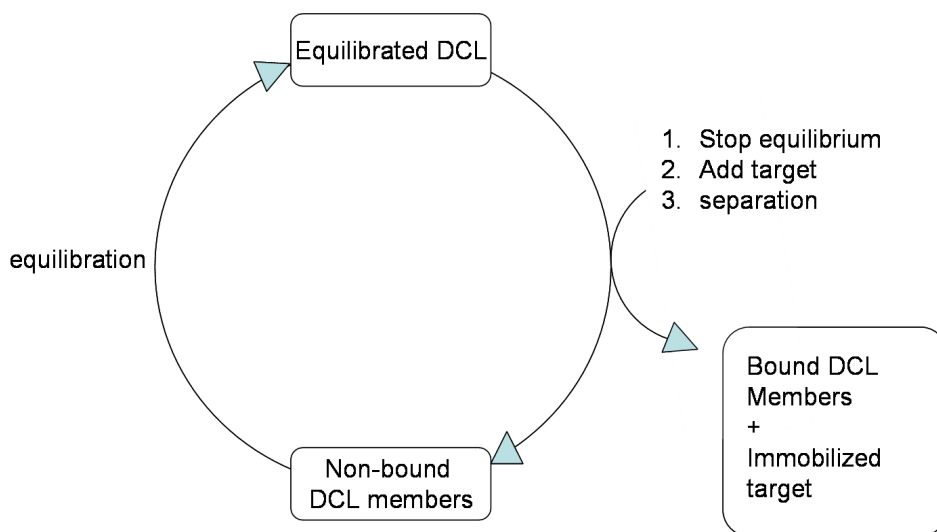 Equilibrated DCL
1. Stop equilibrium
2. Add target
3. separation
equilibration
Bound DCL
Members
+
Immobilized
target
Non-bound
DCL members